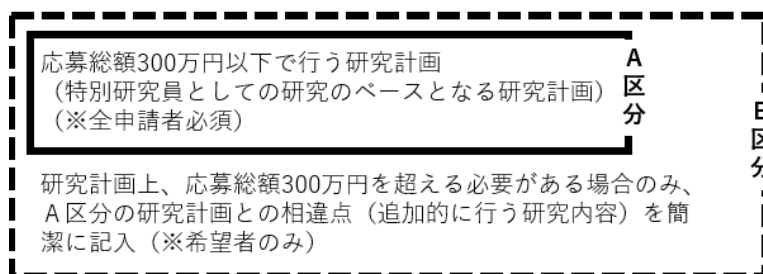 応募総額300万円以下で行う研究計画
（特別研究員としての研究のベースとなる研究計画）
（※全申請者必須）
A区分
研究計画上、応募総額300万円を超える必要がある場合のみ、
A区分の研究計画との相違点（追加的に行う研究内容）を簡
潔に記入（※希望者のみ）
B区分